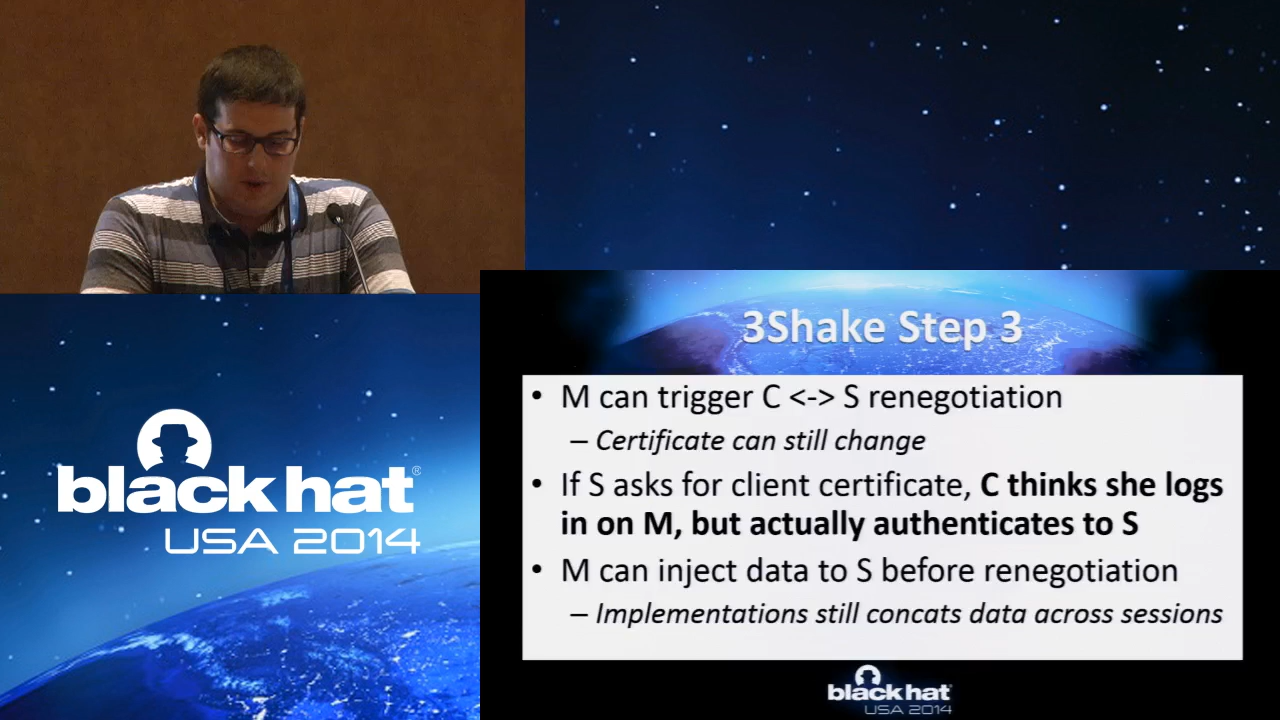 3Shake Step 3
• M can trigger C <-> S renegotiation
– Certificate can still change
• If S asks for client certificate, C thinks she logs
in on M, but actually authenticates to S
• M can inject data to S before renegotiation
– Implementations still concats data across sessions
black hat®
USA 2014
black hat
USA 2014